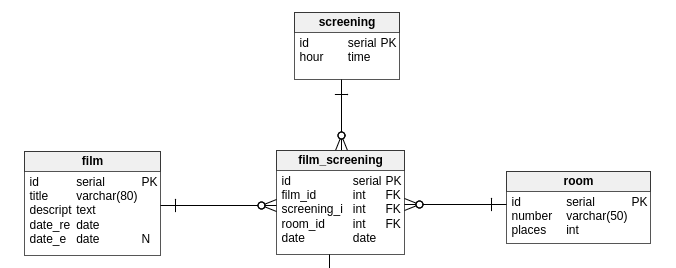 screening
id serial PK
hour time
film
id serial PK
title varchar(80)
descript text
date_re date
date_e date N
film_screening
id serial PK
film_id int FK
screening_i int FK
room_id int FK
date date
room
id serial PK
number varchar(50)
places int